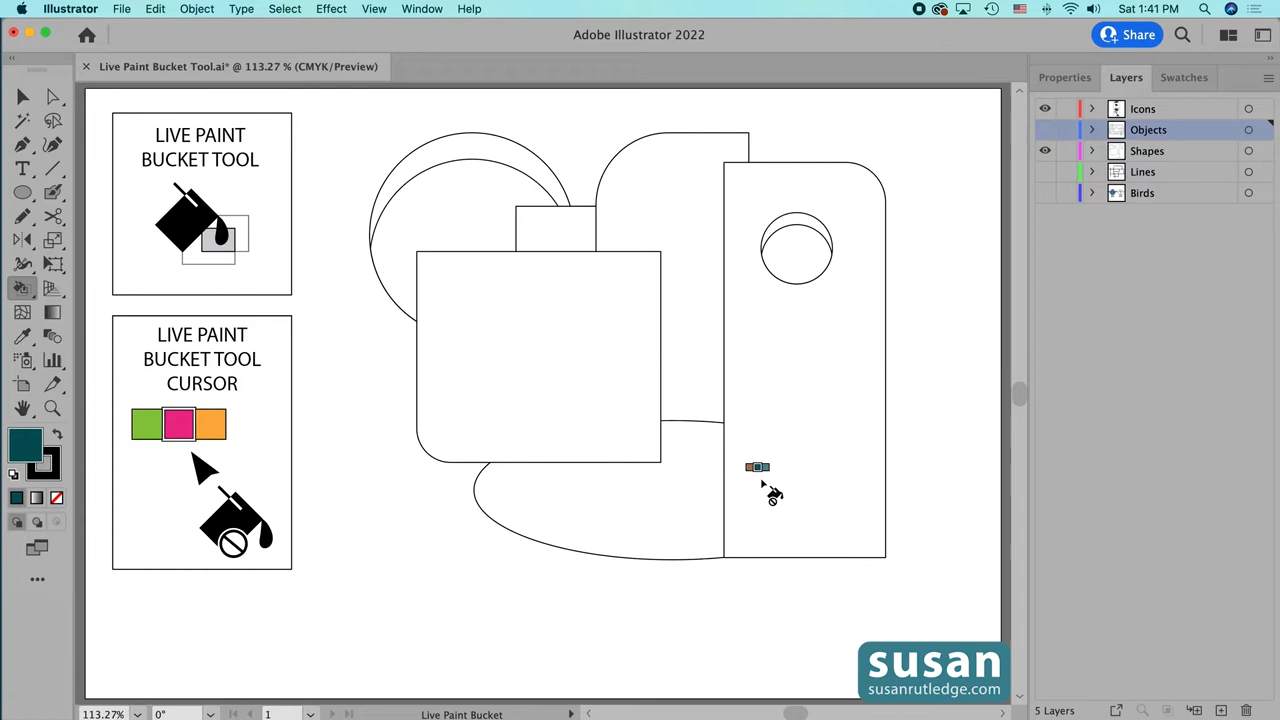 Illustrator File Edit Object Type Select Effect View Window Help Sat 1:41 PM
Adobe Illustrator 2022
Share
Live Paint Bucket Tool.ai* @ 113.27 % (CMYK/Preview)
Properties Layers Swatches
LIVE PAINT
BUCKET TOOL
LIVE PAINT
BUCKET TOOL
CURSOR
Icons
Objects
Shapes
Lines
Birds
susan
susanrutledge.com
113.27% 0° 1 Live Paint Bucket
5 Layers